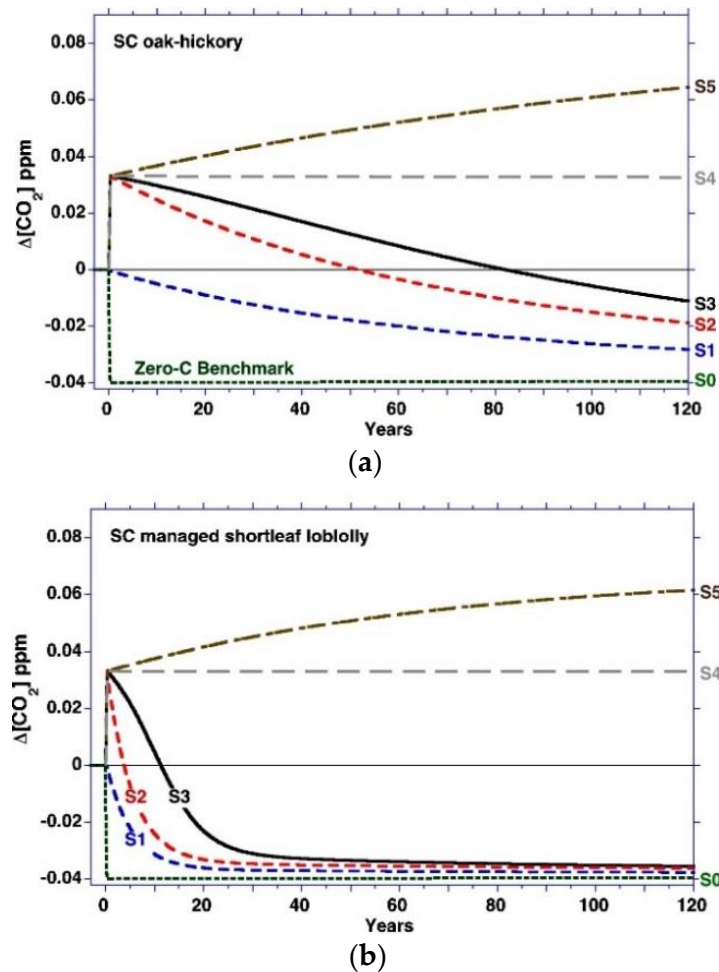 0.08
SC oak-hickory
0.06
S5
0.04
S4
Δ[CO₂] ppm
0.02
0
S3
-0.02
S2
S1
Zero-C Benchmark
-0.04
S0
0 20 40 60 80 100 120
Years
(a)
0.08
SC managed shortleaf loblolly
0.06
S5
0.04
S4
Δ[CO₂] ppm
0.02
0
S2 S3
-0.02
S1
-0.04
S0
0 20 40 60 80 100 120
Years
(b)